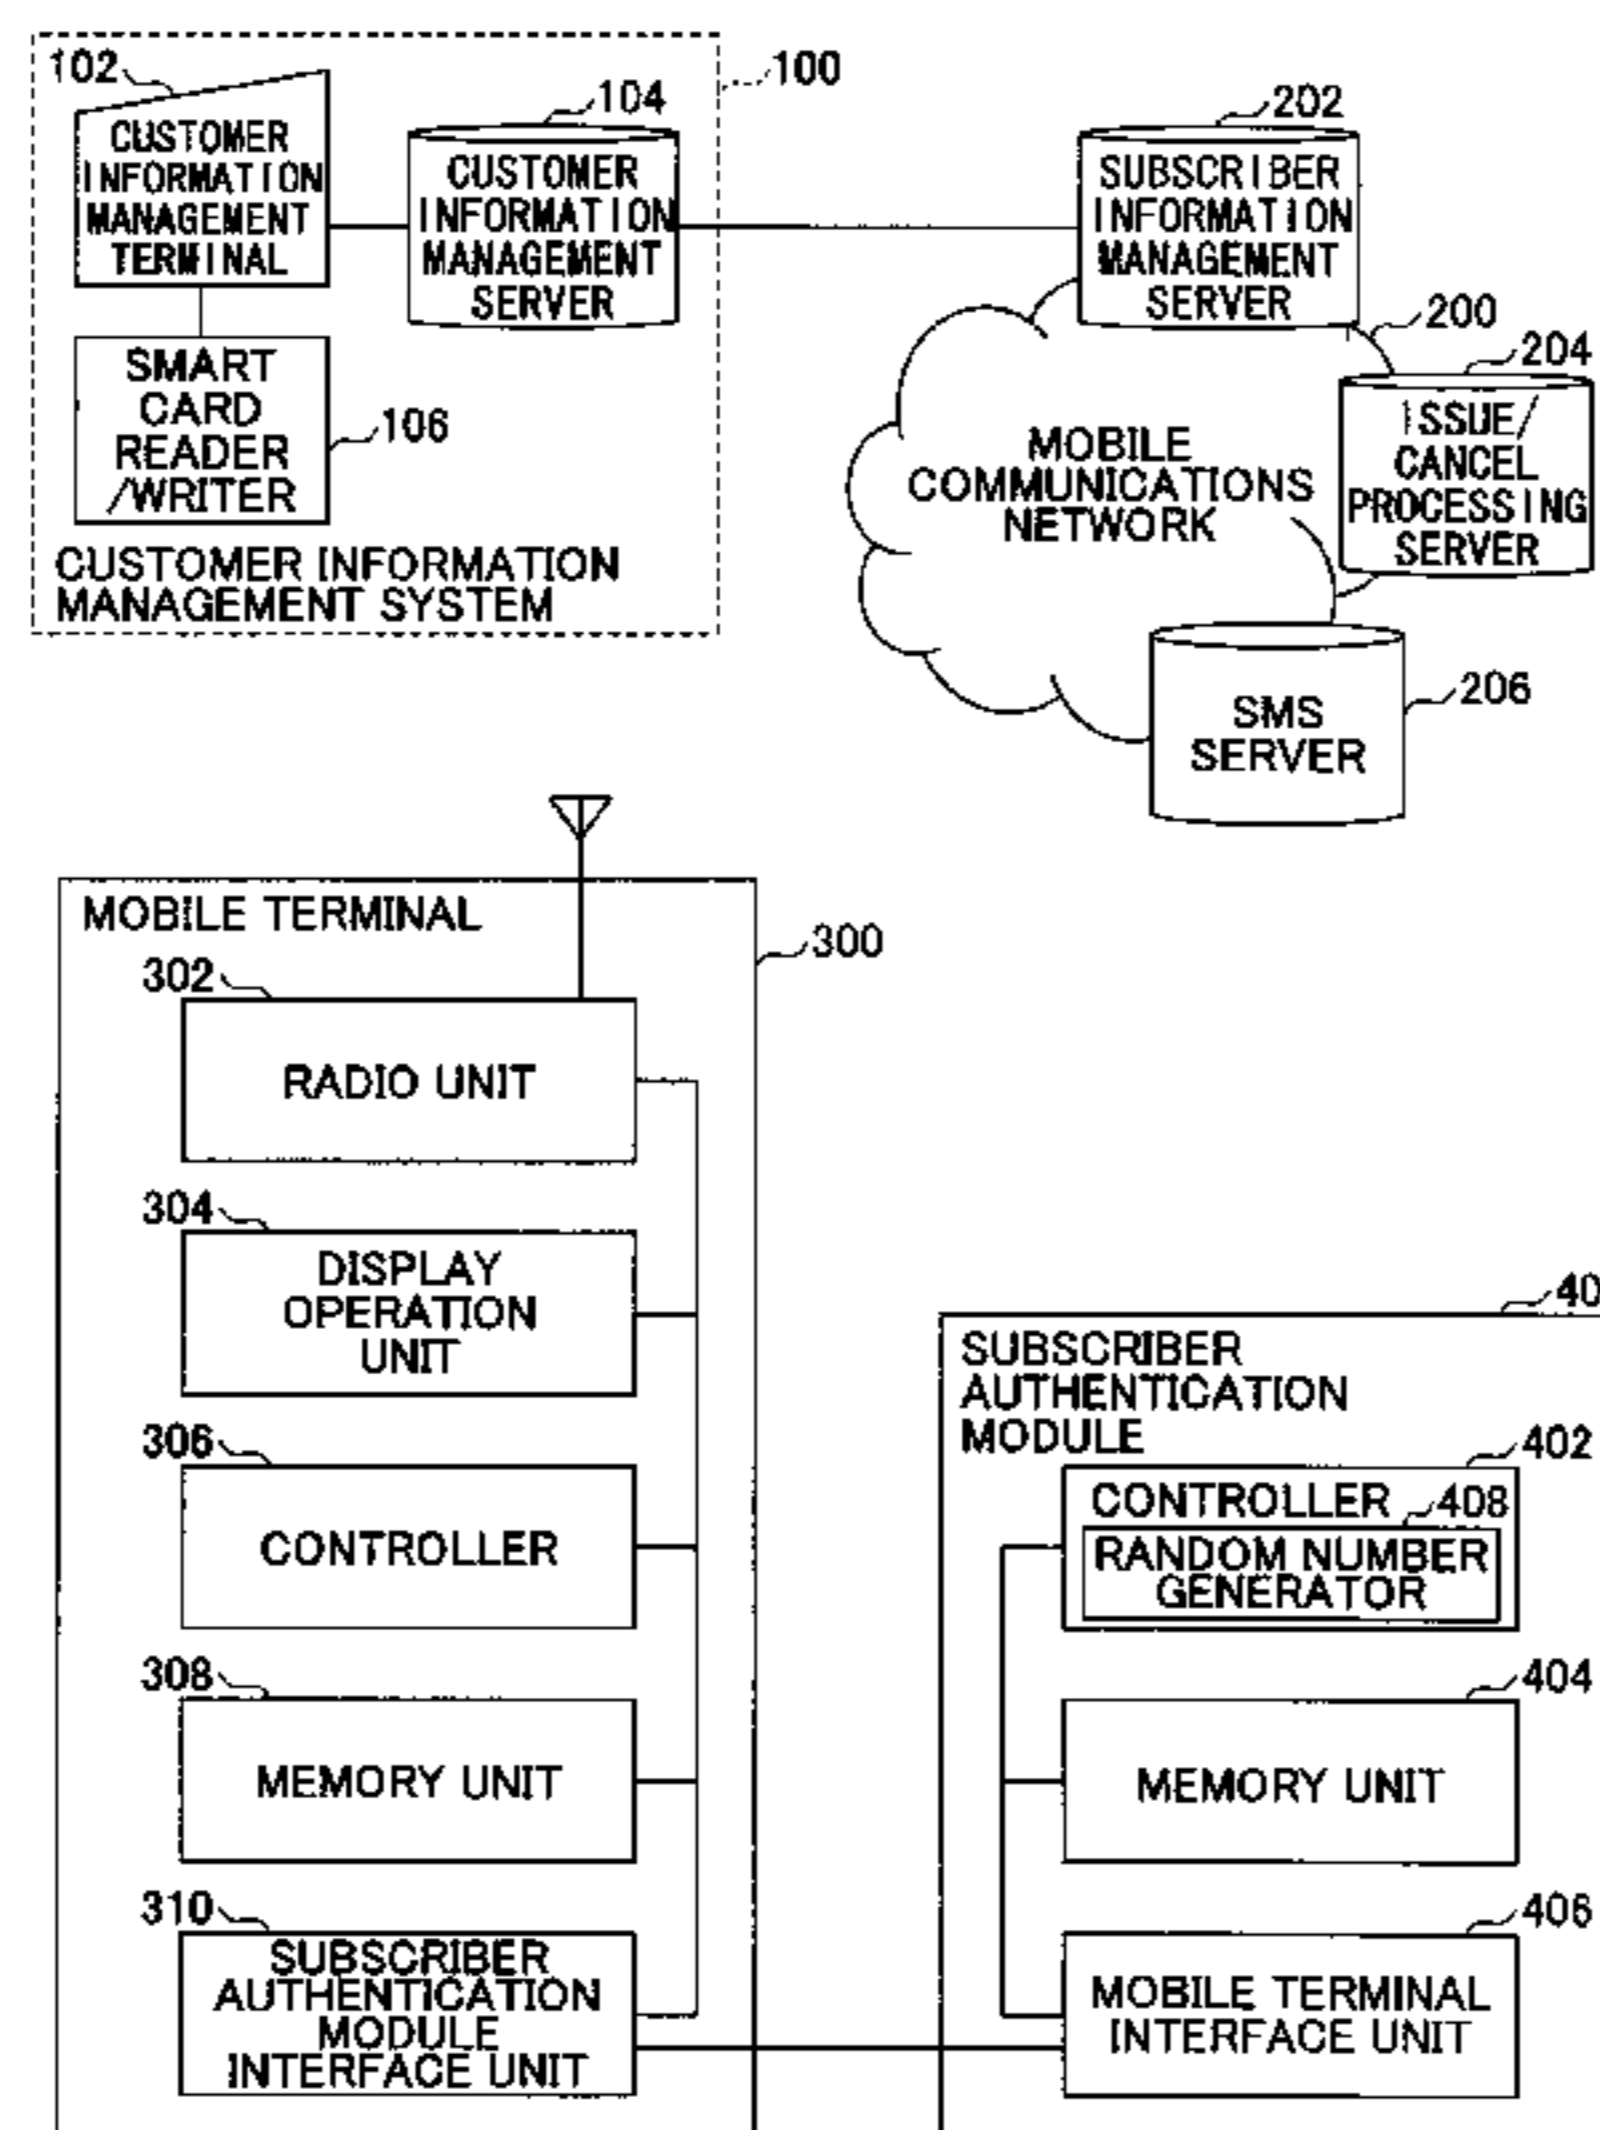 102
100
104
202
CUSTOMER
INFORMATION
MANAGEMENT
TERMINAL
CUSTOMER
INFORMATION
MANAGEMENT
SERVER
SUBSCRIBER
INFORMATION
MANAGEMENT
SERVER
200
204
SMART
CARD
READER
/WRITER
106
CUSTOMER INFORMATION
MANAGEMENT SYSTEM
MOBILE
COMMUNICATIONS
NETWORK
ISSUE/
CANCEL
PROCESSING
SERVER
SMS
SERVER
206
MOBILE TERMINAL
300
302
RADIO UNIT
304
DISPLAY
OPERATION
UNIT
306
CONTROLLER
308
MEMORY UNIT
310
SUBSCRIBER
AUTHENTICATION
MODULE
INTERFACE UNIT
40
SUBSCRIBER
AUTHENTICATION
MODULE
402
CONTROLLER
408
RANDOM NUMBER
GENERATOR
404
MEMORY UNIT
406
MOBILE TERMINAL
INTERFACE UNIT